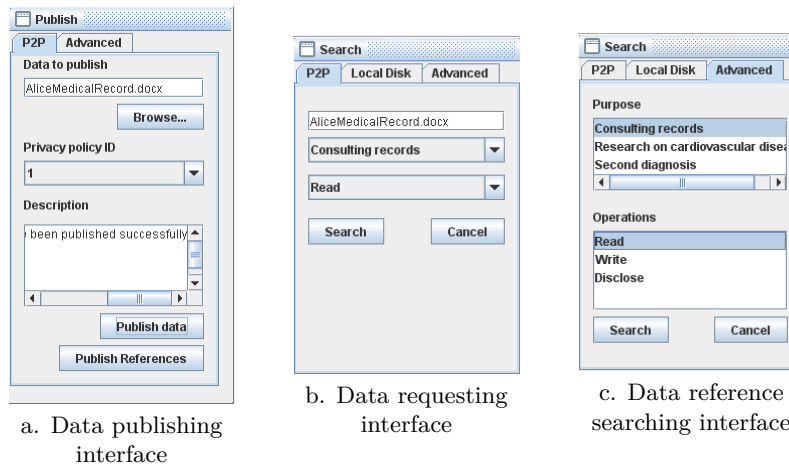 Publish
P2P Advanced
Data to publish
AliceMedicalRecord.docx
Browse...
Privacy policy ID
1
Description
been published successfully
Publish data
Publish References
a. Data publishing
interface
Search
P2P Local Disk Advanced
AliceMedicalRecord.docx
Consulting records
Read
Search Cancel
b. Data requesting
interface
Search
P2P Local Disk Advanced
Purpose
Consulting records
Research on cardiovascular disea
Second diagnosis
Operations
Read
Write
Disclose
Search Cancel
c. Data reference
searching interface